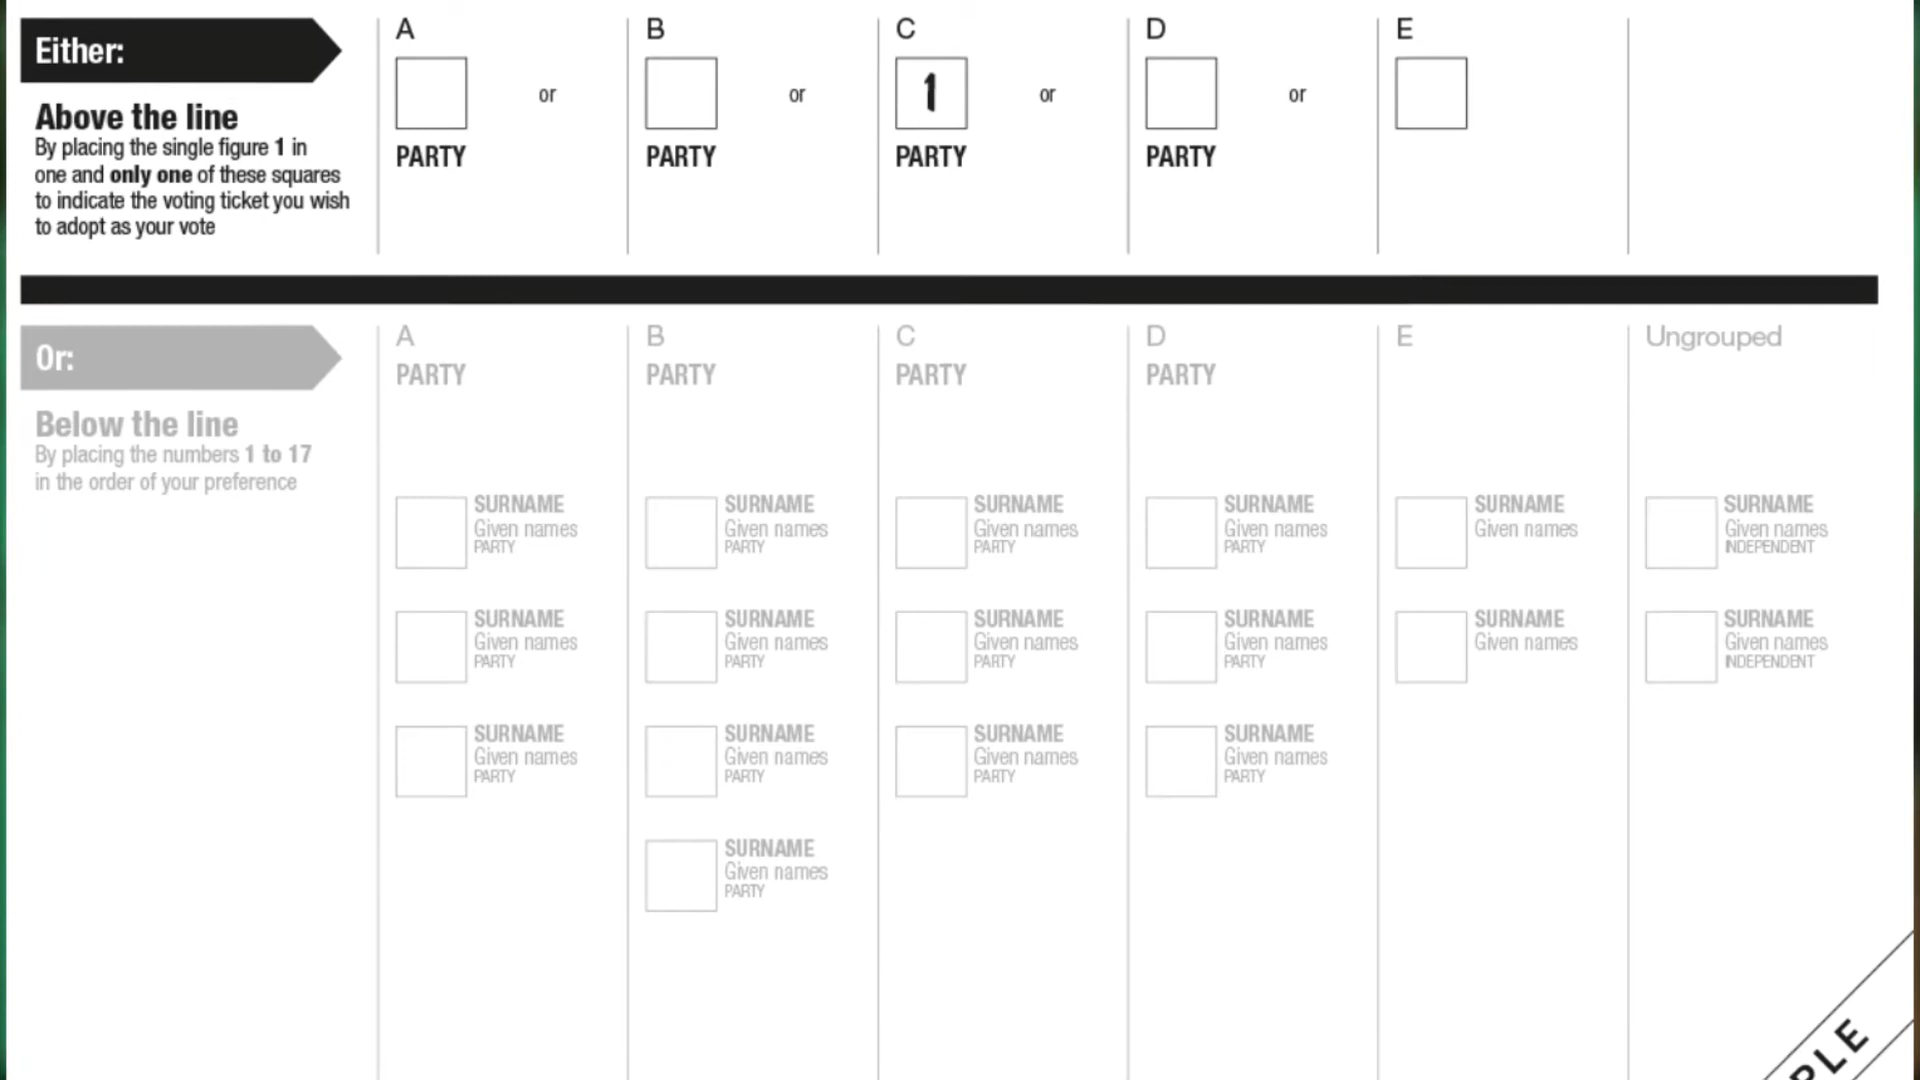 Either:
Above the line
By placing the single figure 1 in
one and only one of these squares
to indicate the voting ticket you wish
to adopt as your vote
A
PARTY
or
B
PARTY
or
C
1
PARTY
or
D
PARTY
or
E
Or:
Below the line
By placing the numbers 1 to 17
in the order of your preference
A
PARTY
SURNAME
Given names
PARTY
SURNAME
Given names
PARTY
SURNAME
Given names
PARTY
B
PARTY
SURNAME
Given names
PARTY
SURNAME
Given names
PARTY
SURNAME
Given names
PARTY
SURNAME
Given names
PARTY
C
PARTY
SURNAME
Given names
PARTY
SURNAME
Given names
PARTY
SURNAME
Given names
PARTY
D
PARTY
SURNAME
Given names
PARTY
SURNAME
Given names
PARTY
SURNAME
Given names
PARTY
E
SURNAME
Given names
SURNAME
Given names
Ungrouped
SURNAME
Given names
INDEPENDENT
SURNAME
Given names
INDEPENDENT
PLE